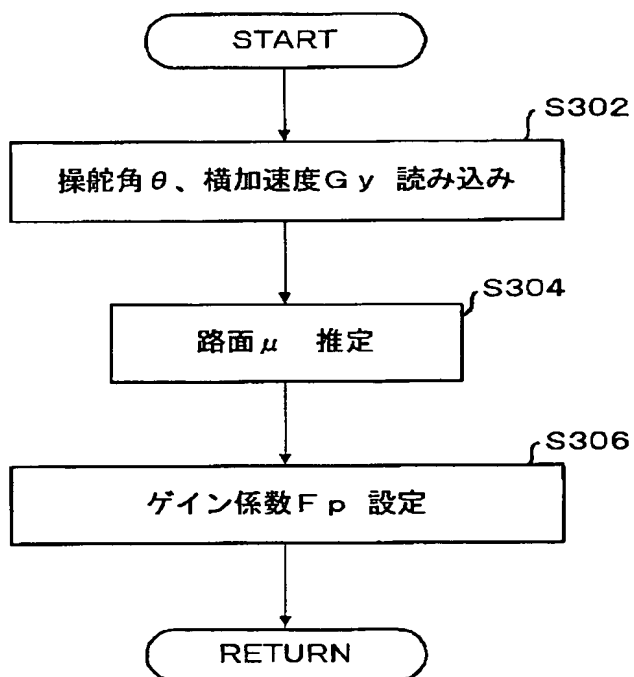 START
S302
操舵角θ、横加速度Gy 読み込み
S304
路面μ 推定
S306
ゲイン係数Fp 設定
RETURN